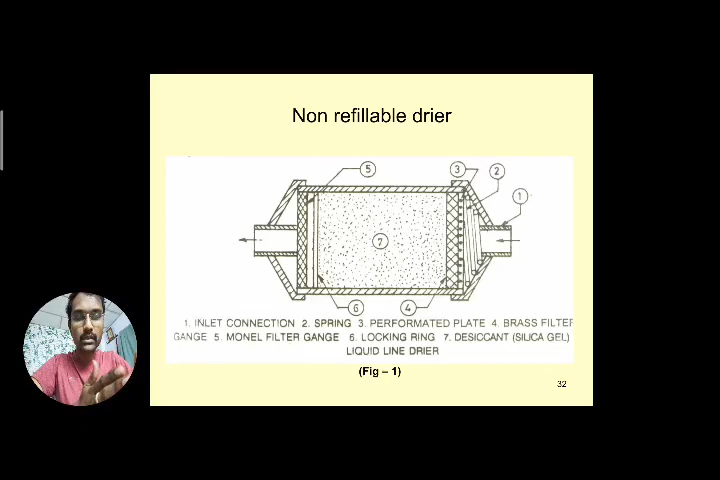 Non refillable drier
5
3
2
1
7
6
4
1. INLET CONNECTION 2. SPRING 3. PERFORMATED PLATE 4. BRASS FILTER
GANGE 5. MONEL FILTER GANGE 6. LOCKING RING 7. DESICCANT (SILICA GEL)
LIQUID LINE DRIER
(Fig – 1)
32